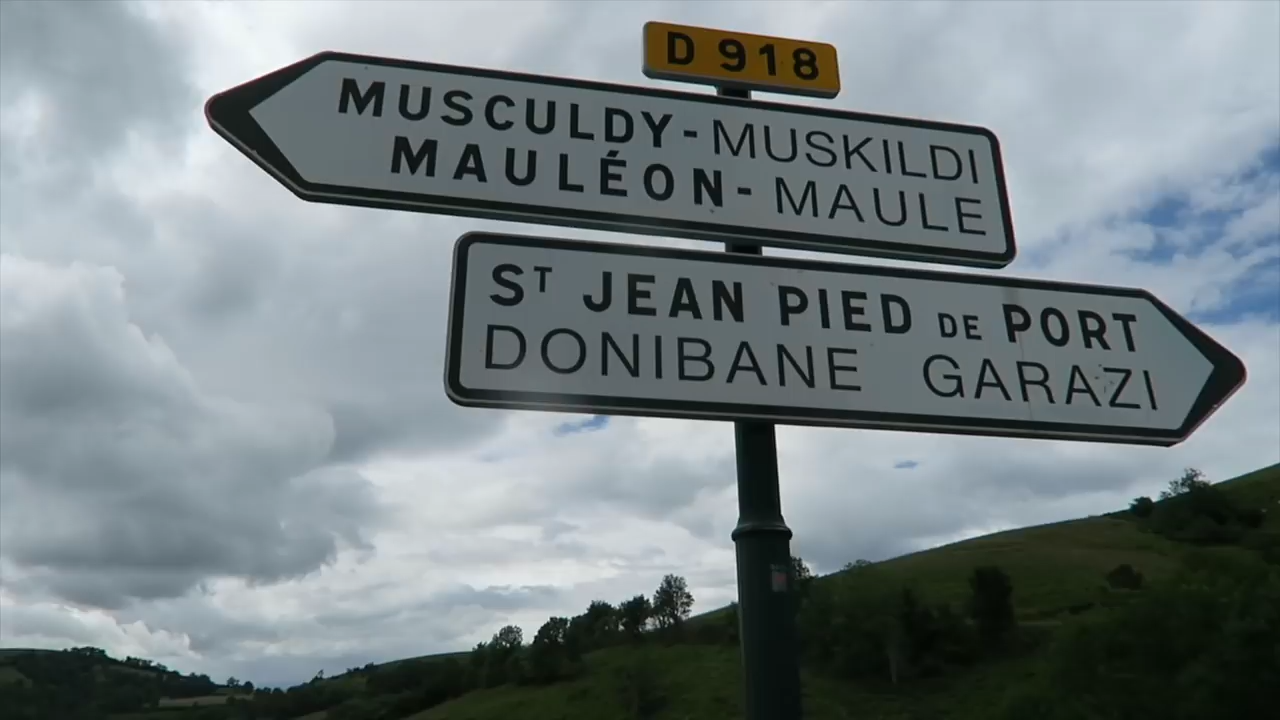 D 918
MUSCULDY - MUSKILDI
MAULÉON - MAULE
ST JEAN PIED DE PORT
DONIBANE GARAZI